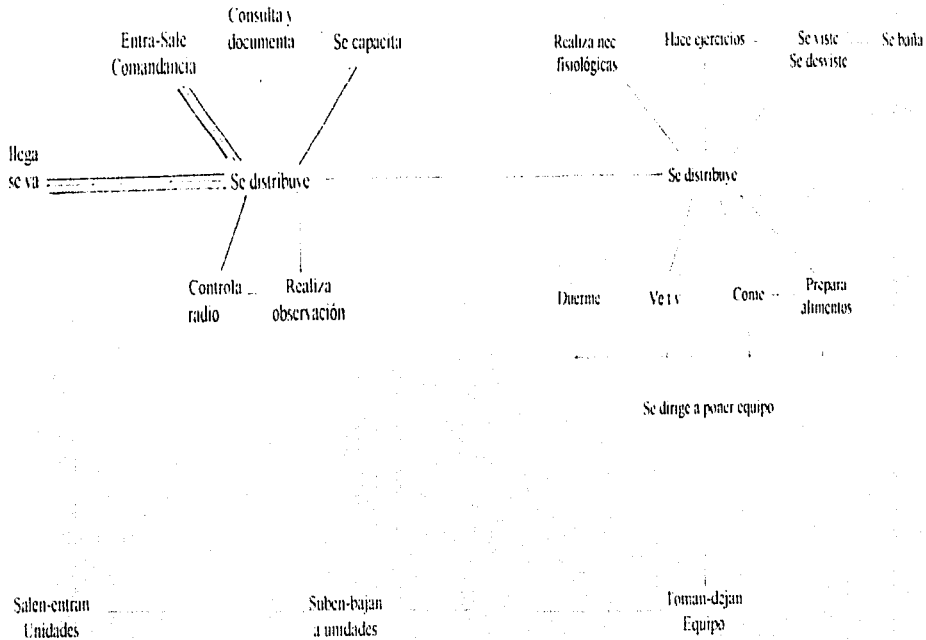 Consulta y
documenta
Entra-Sale
Comandancia
Se capacita
Realiza nec
fisiológicas
Hace ejercicios
Se viste
Se desviste
Se baña
llega
se va
Se distribuye
Se distribuye
Controla
radio
Realiza
observación
Duerme
Ve t v
Come
Prepara
alimentos
Se dirige a poner equipo
Salen-entran
Unidades
Suben-bajan
a unidades
Toman-dejan
Equipo